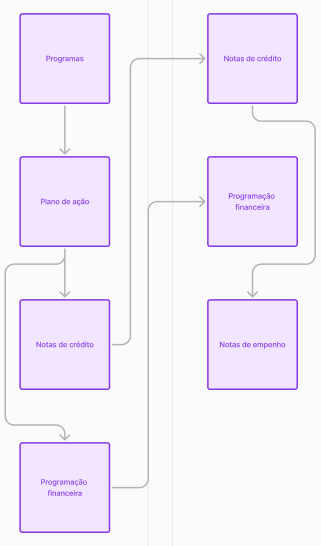 Programas
Notas de crédito
Plano de ação
Programação
financeira
Notas de crédito
Notas de empenho
Programação
financeira